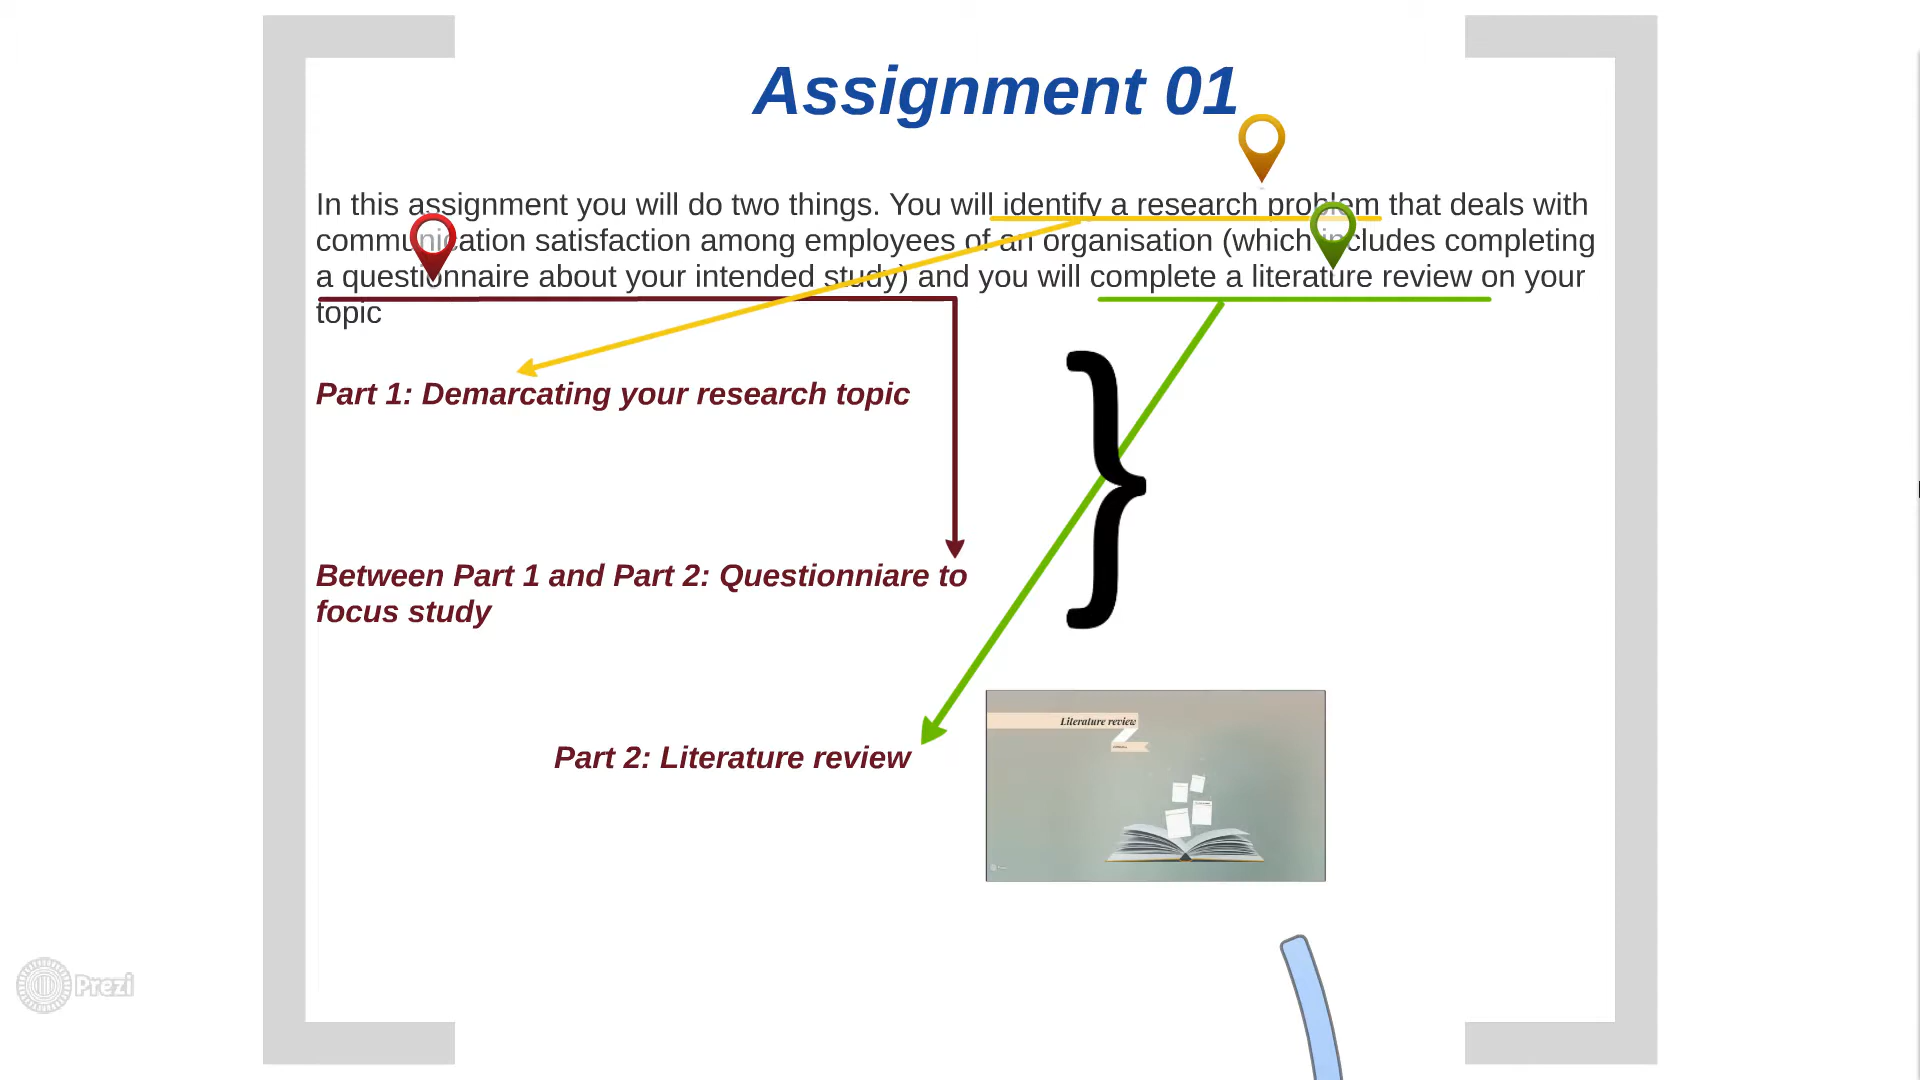 Assignment 01
In this assignment you will do two things. You will identify a research problem that deals with
communication satisfaction among employees of an organisation (which includes completing
a questionnaire about your intended study) and you will complete a literature review on your
topic
Part 1: Demarcating your research topic
}
Between Part 1 and Part 2: Questionniare to
focus study
Part 2: Literature review
Literature review
Prezi